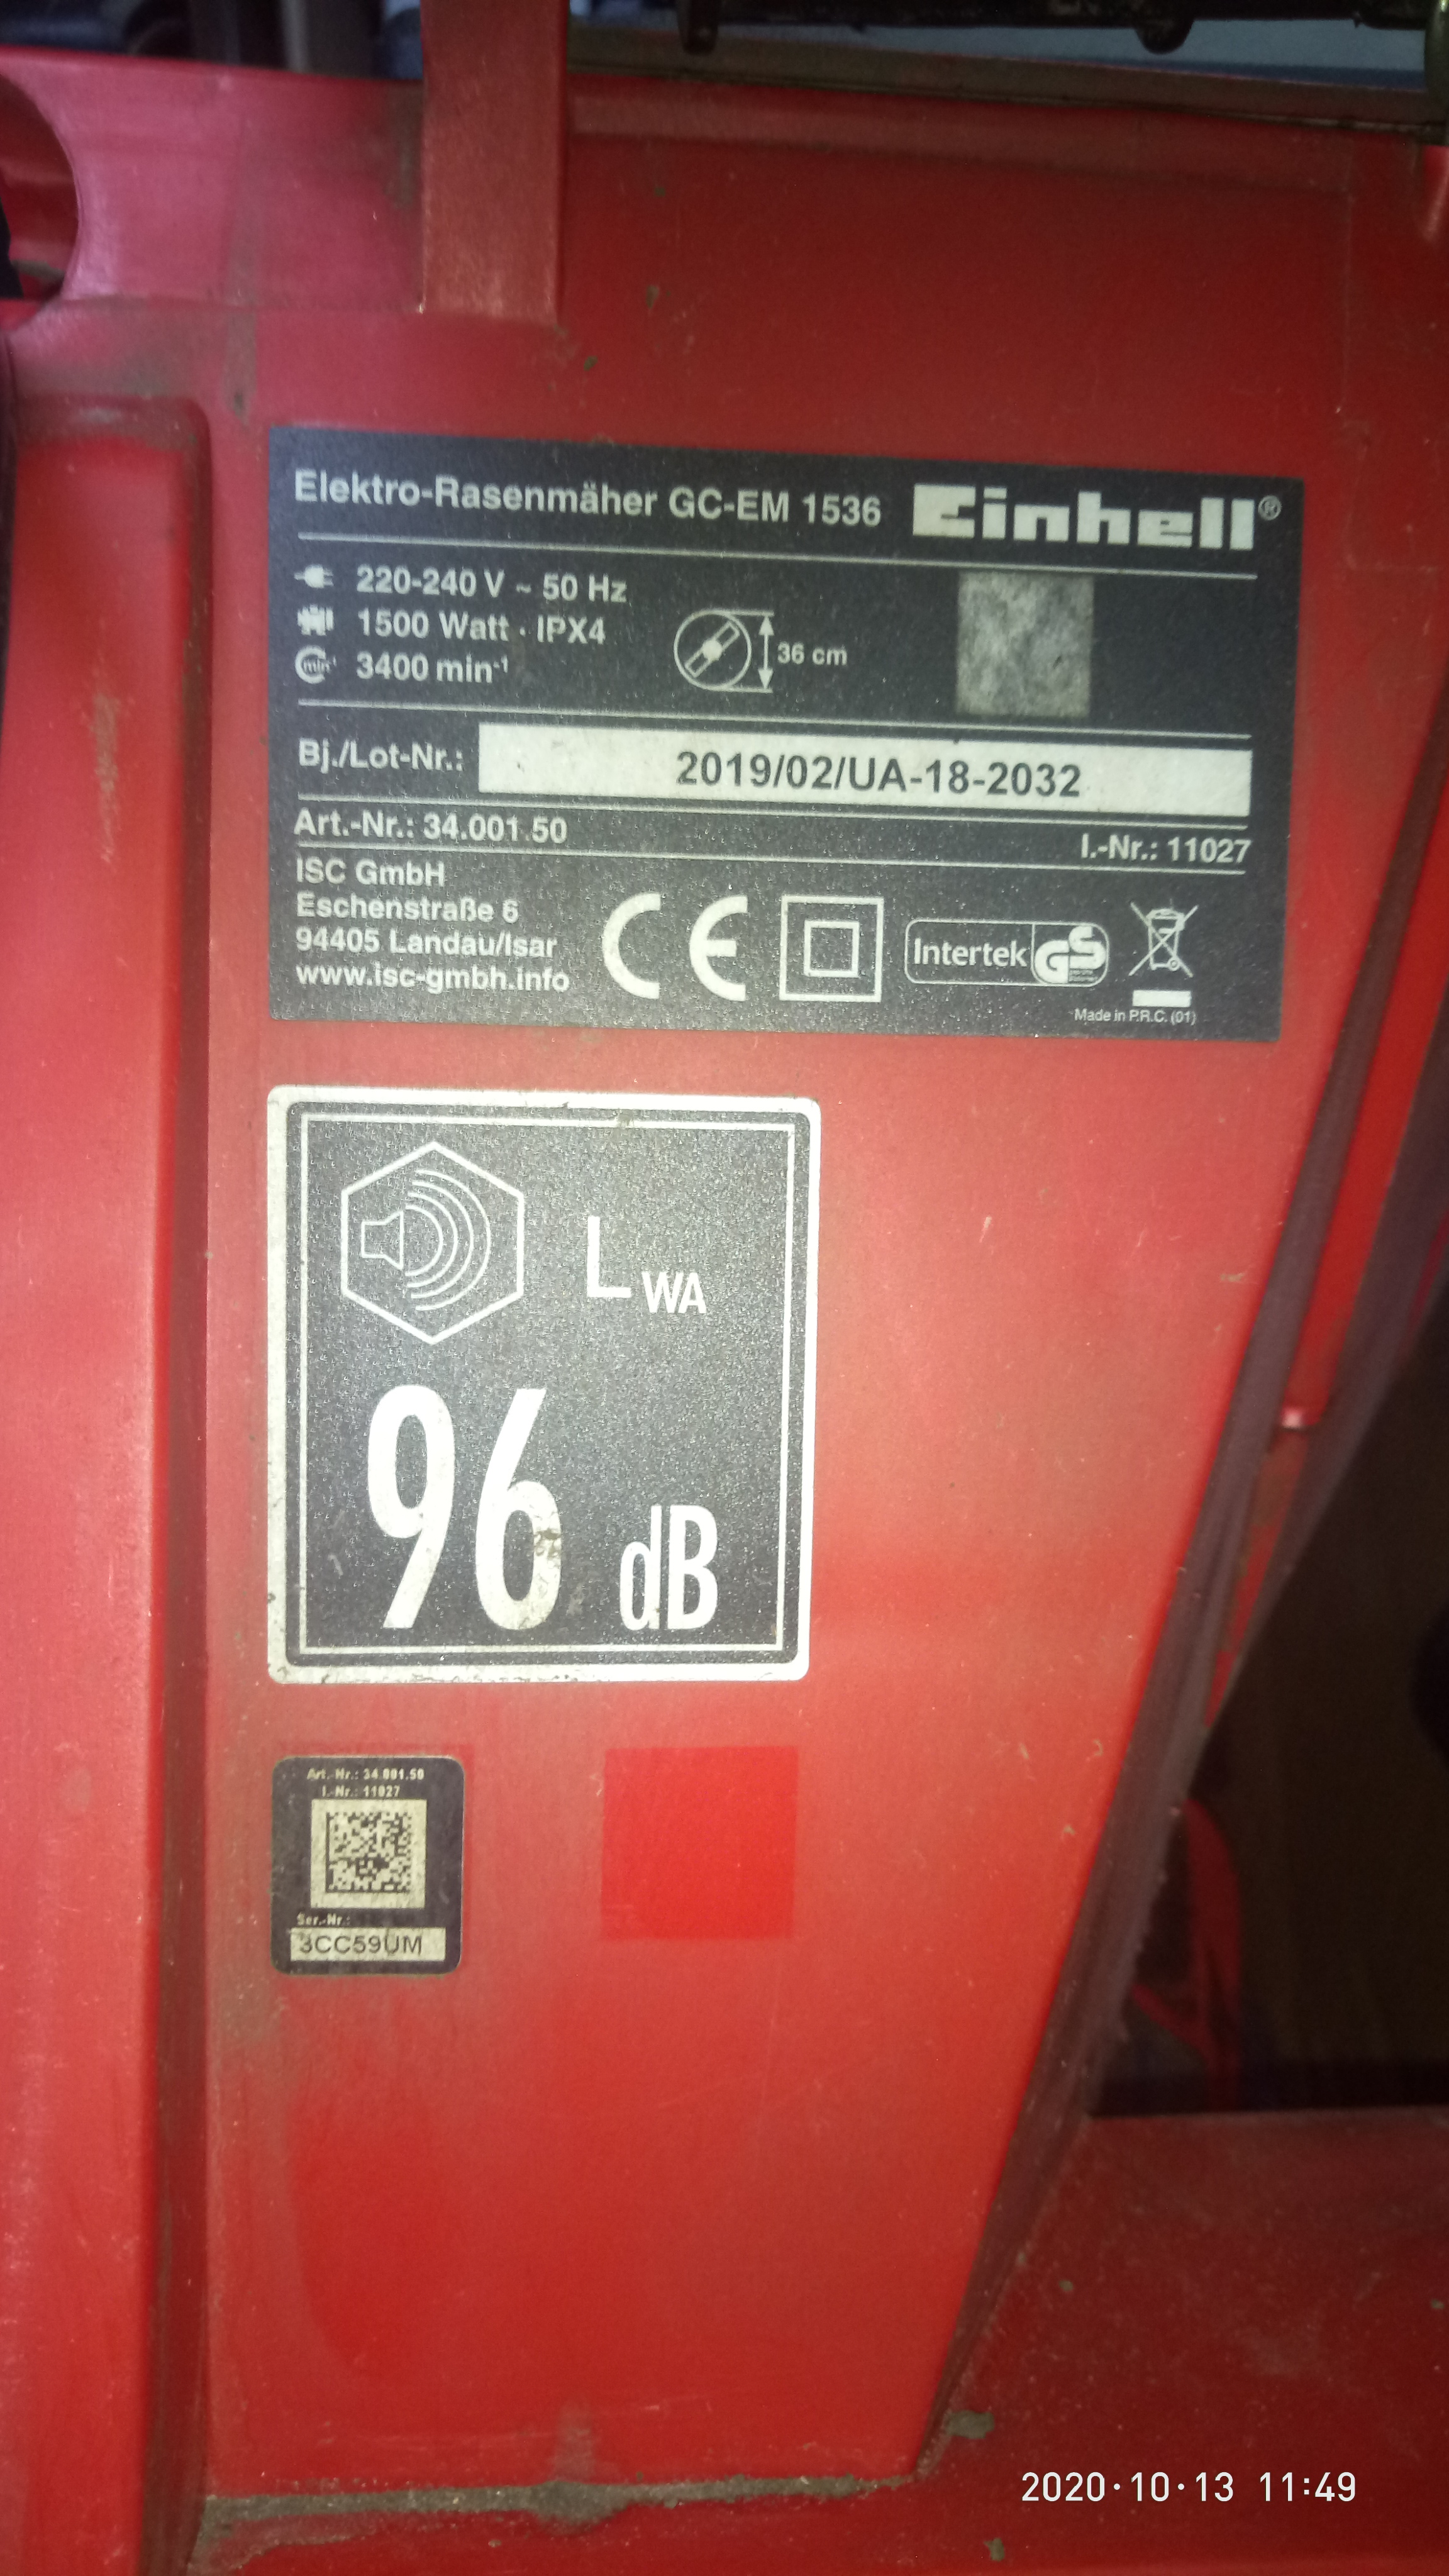 Elektro-Rasenmäher GC-EM 1536 Einhell®
220-240 V ~ 50 Hz
1500 Watt · IPX4
min⁻¹ 3400 min⁻¹
36 cm
Bj./Lot-Nr.: 2019/02/UA-18-2032
Art.-Nr.: 34.001.50
I.-Nr.: 11027
ISC GmbH
Eschenstraße 6
94405 Landau/Isar
www.isc-gmbh.info
CE
Intertek GS
Made in P.R.C. (01)
LWA
96 dB
Art.-Nr.: 34.001.50
I.-Nr.: 11027
Ser.-Nr.:
3CC59UM
2020·10·13 11:49